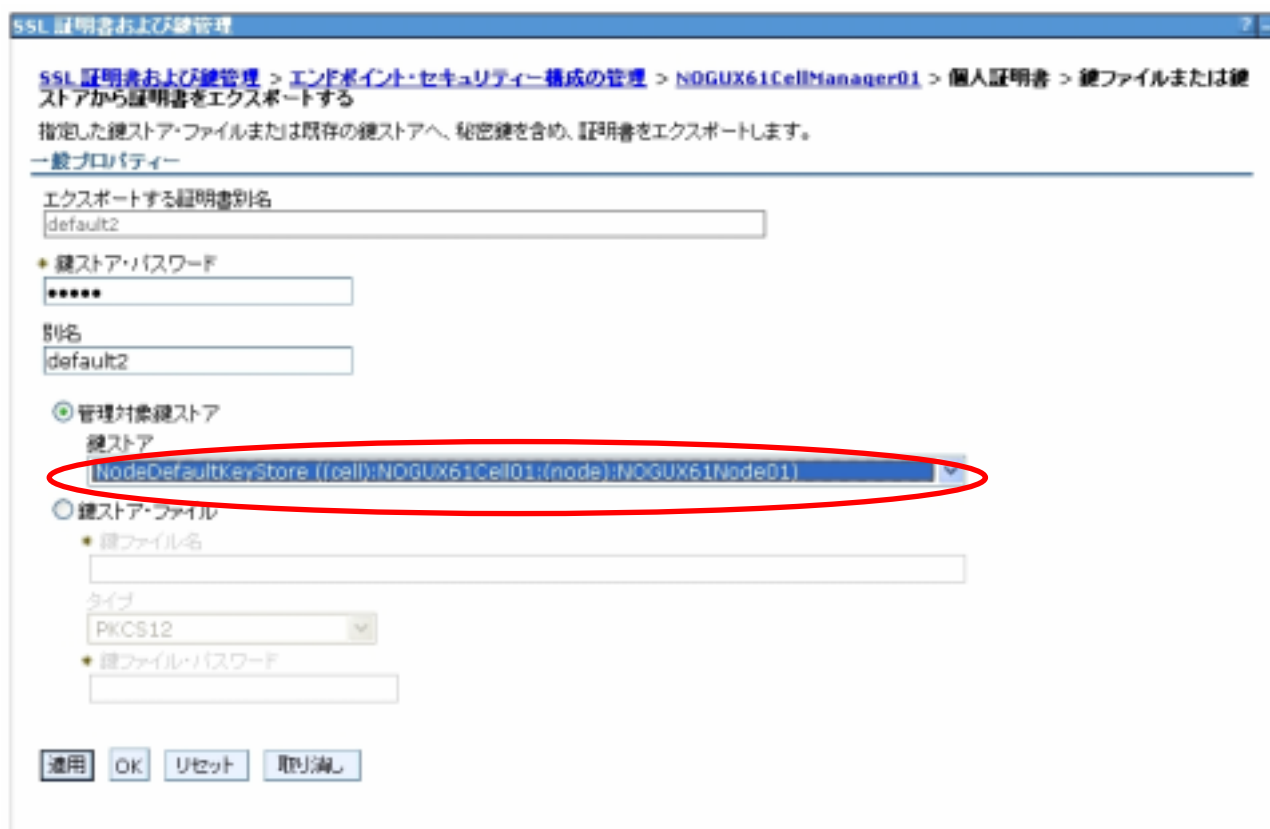 SSL 証明書および鍵管理 ? -
SSL 証明書および鍵管理 > エンドポイント・セキュリティー構成の管理 > NOGUX61CellManager01 > 個人証明書 > 鍵ファイルまたは鍵
ストアから証明書をエクスポートする
指定した鍵ストア・ファイルまたは既存の鍵ストアへ、秘密鍵を含め、証明書をエクスポートします。
一般プロパティー
エクスポートする証明書別名
default2
* 鍵ストア・パスワード
•••••
別名
default2
管理対象鍵ストア
鍵ストア
NodeDefaultKeyStore ((cell):NOGUX61Cell01:(node):NOGUX61Node01)
鍵ストア・ファイル
* 鍵ファイル名
タイプ
PKCS12
* 鍵ファイル・パスワード
適用 OK リセット 取り消し